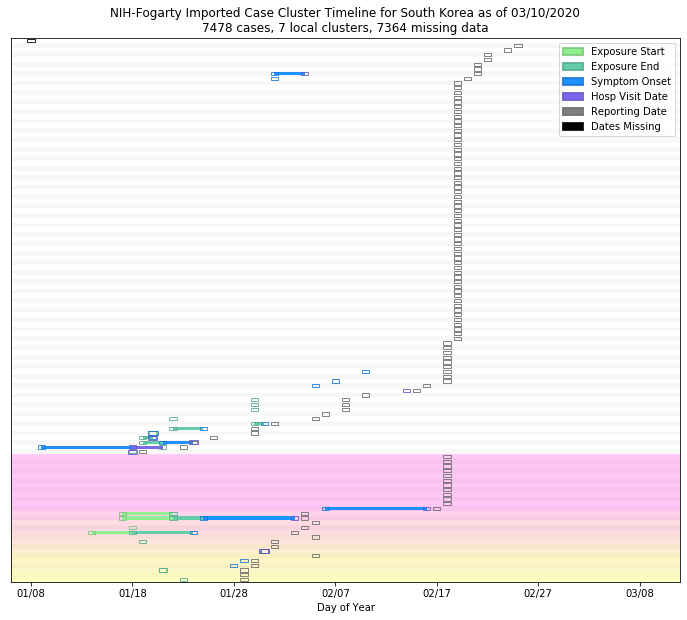 NIH-Fogarty Imported Case Cluster Timeline for South Korea as of 03/10/2020
7478 cases, 7 local clusters, 7364 missing data
Exposure Start
Exposure End
Symptom Onset
Hosp Visit Date
Reporting Date
Dates Missing
01/08 01/18 01/28 02/07 02/17 02/27 03/08
Day of Year